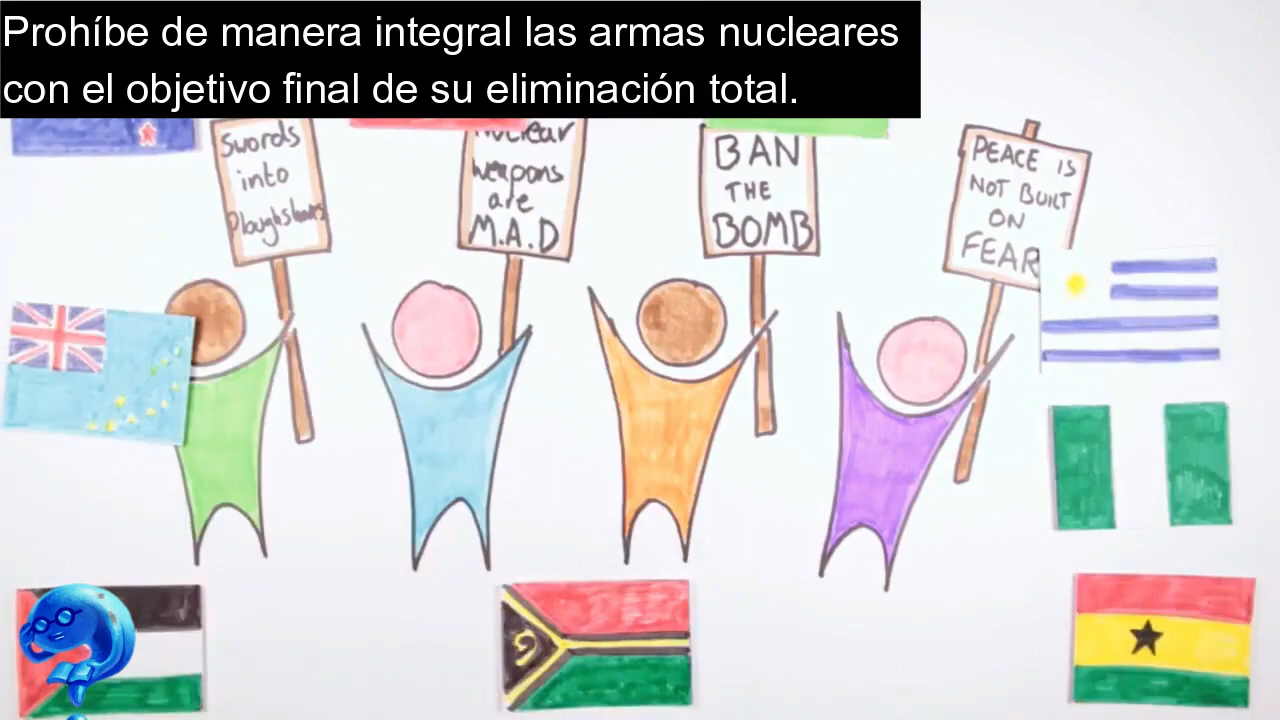 Prohíbe de manera integral las armas nucleares
con el objetivo final de su eliminación total.
Swords
into
Ploughshares
nuclear
weapons
are
M.A.D
BAN
THE
BOMB
PEACE IS
NOT BUILT
ON
FEAR